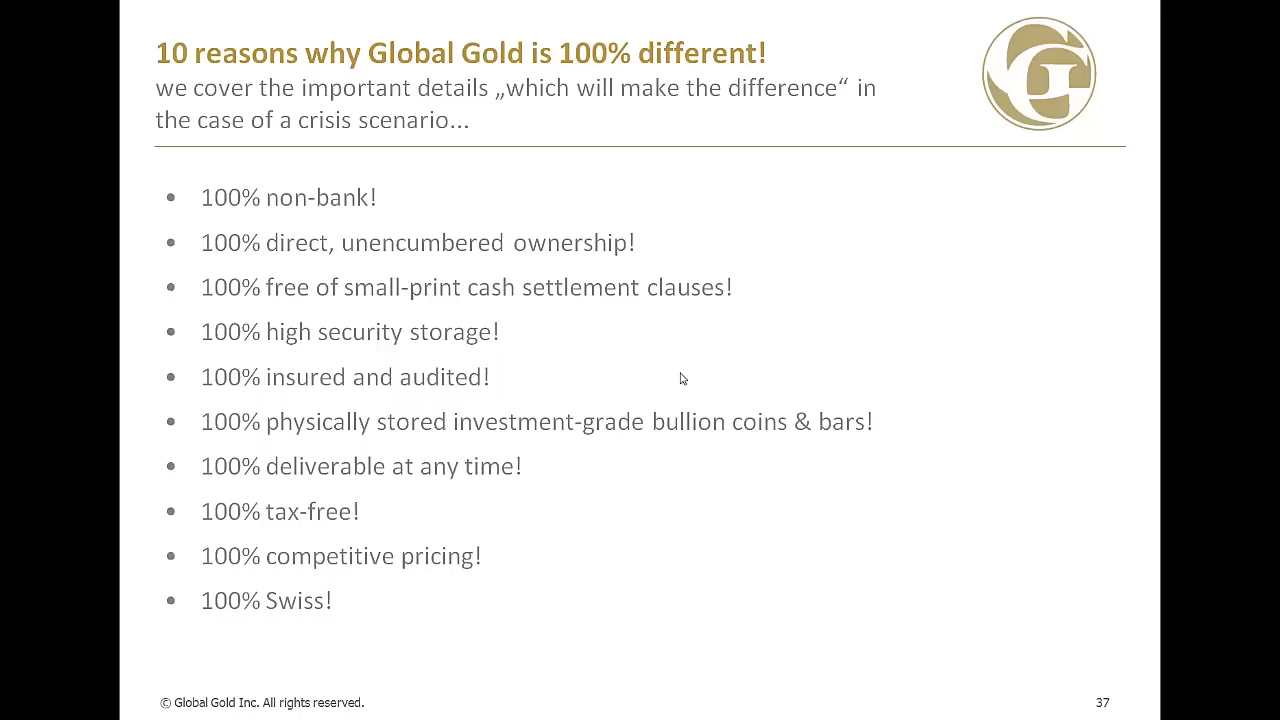 10 reasons why Global Gold is 100% different!
we cover the important details „which will make the difference“ in
the case of a crisis scenario...
• 100% non-bank!
• 100% direct, unencumbered ownership!
• 100% free of small-print cash settlement clauses!
• 100% high security storage!
• 100% insured and audited!
• 100% physically stored investment-grade bullion coins & bars!
• 100% deliverable at any time!
• 100% tax-free!
• 100% competitive pricing!
• 100% Swiss!
© Global Gold Inc. All rights reserved.
37